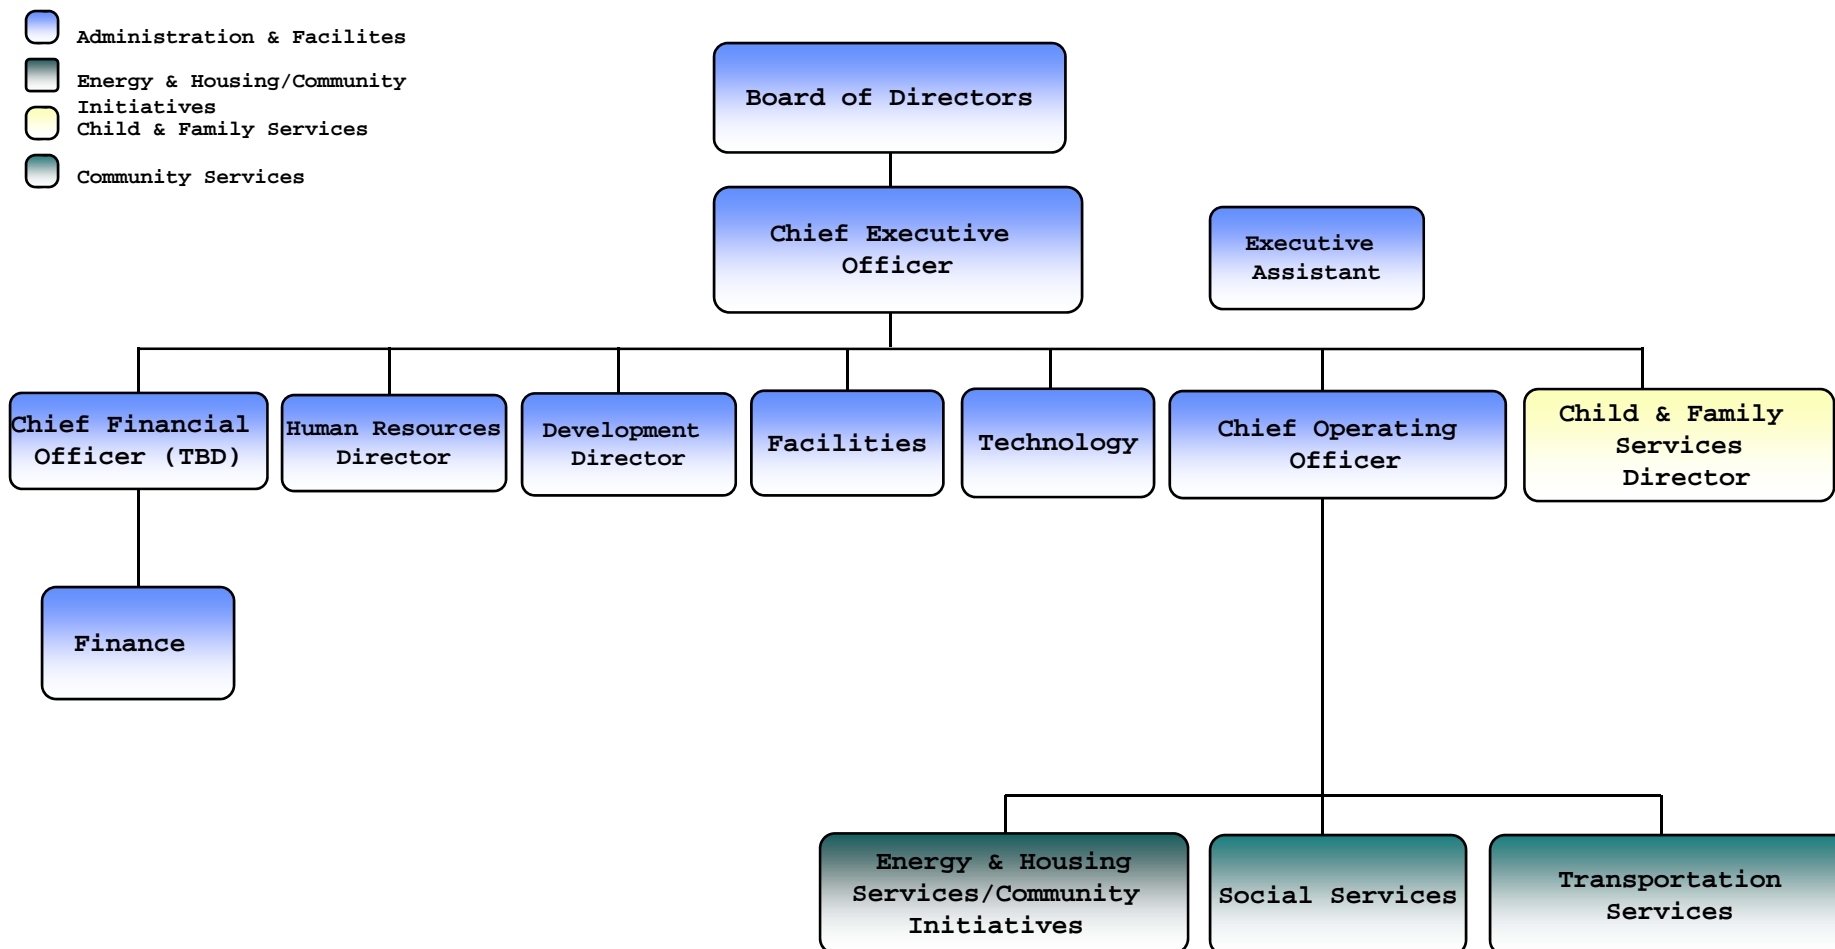 Administration & Facilites
Energy & Housing/Community
Initiatives
Child & Family Services
Community Services
Board of Directors
Chief Executive
Officer
Executive
Assistant
Chief Financial
Officer (TBD)
Human Resources
Director
Development
Director
Facilities
Technology
Chief Operating
Officer
Child & Family
Services
Director
Finance
Energy & Housing
Services/Community
Initiatives
Social Services
Transportation
Services